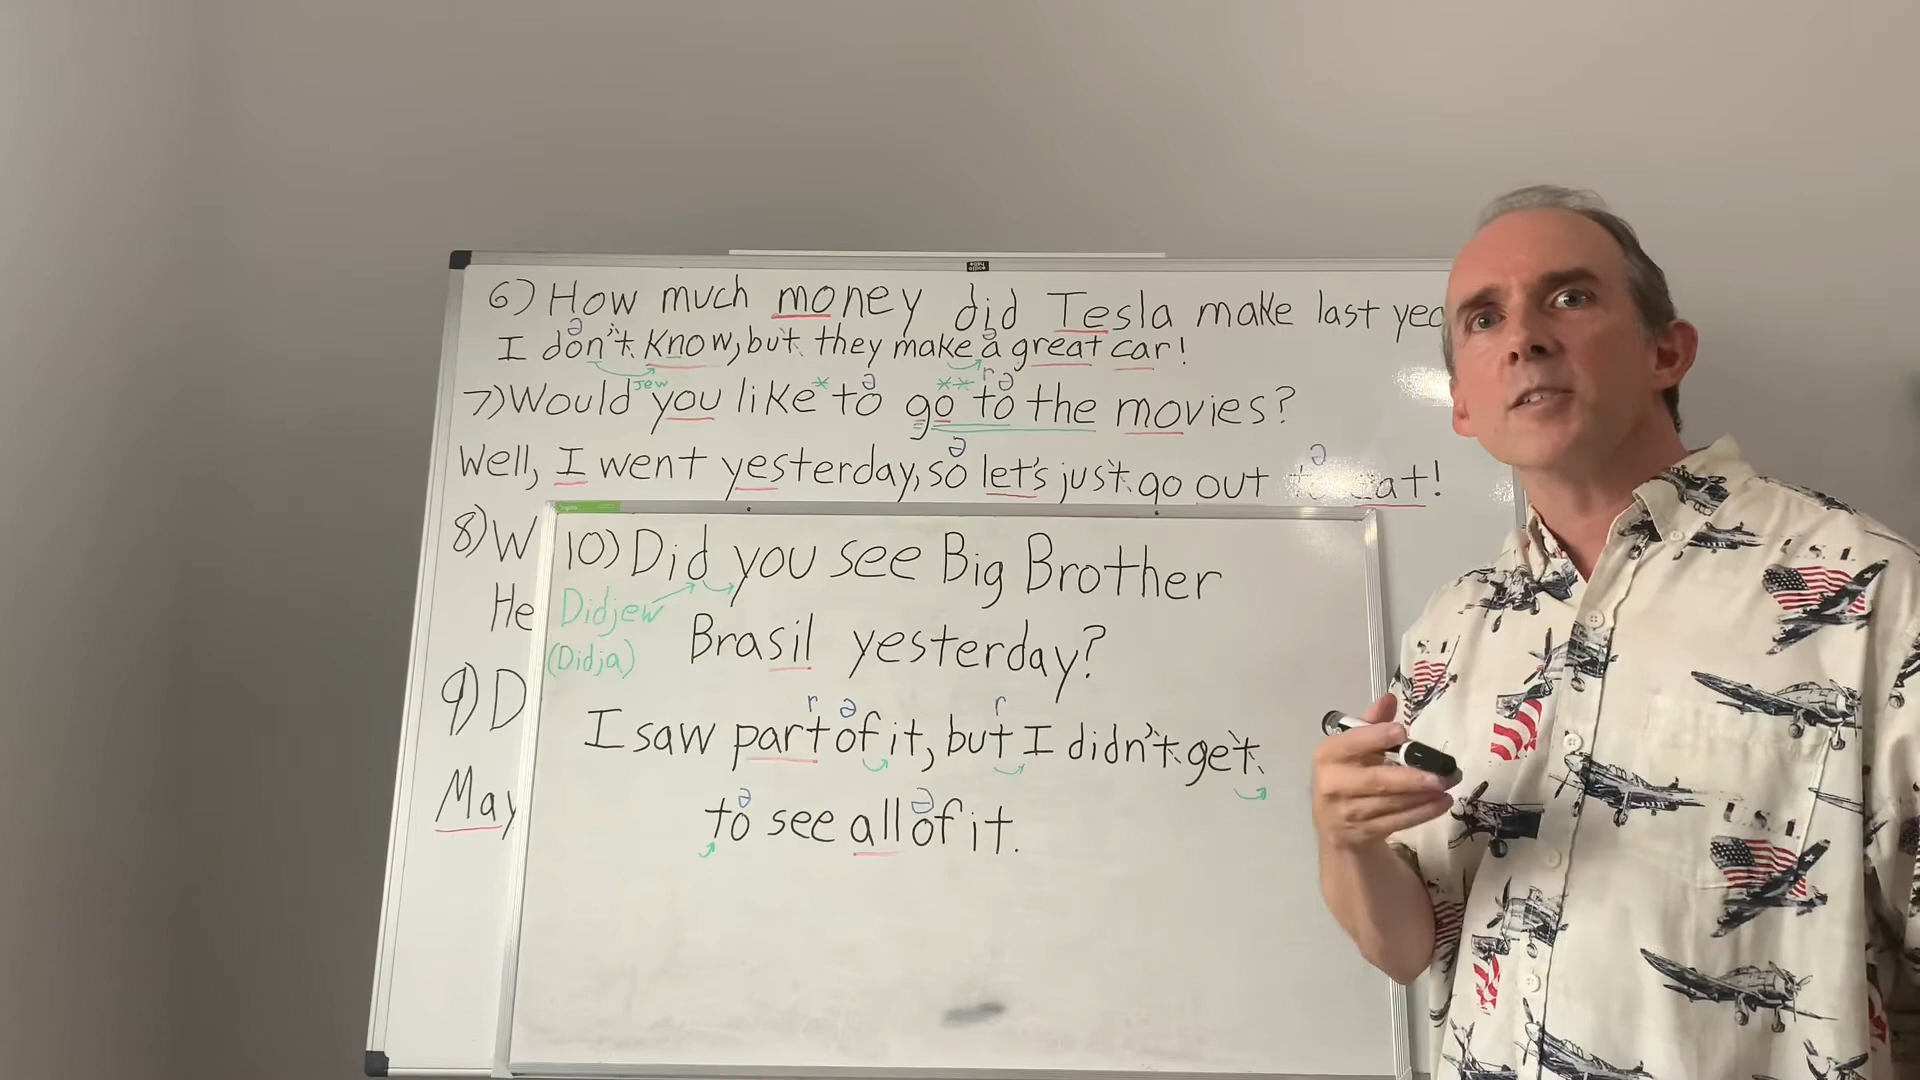 6) How much money did Tesla make last yea
ə ə
I don't know, but they make a great car!
Jew * ə ** r ə
7) Would you like to go to the movies?
ə ə
Well, I went yesterday, so let's just go out to eat!
8) W
He
9) D
May
10) Did you see Big Brother
Didjew
(Didja)
Brasil yesterday?
r ə r
I saw part of it, but I didn't get
ə ə
to see all of it.
U.S.
U.S.